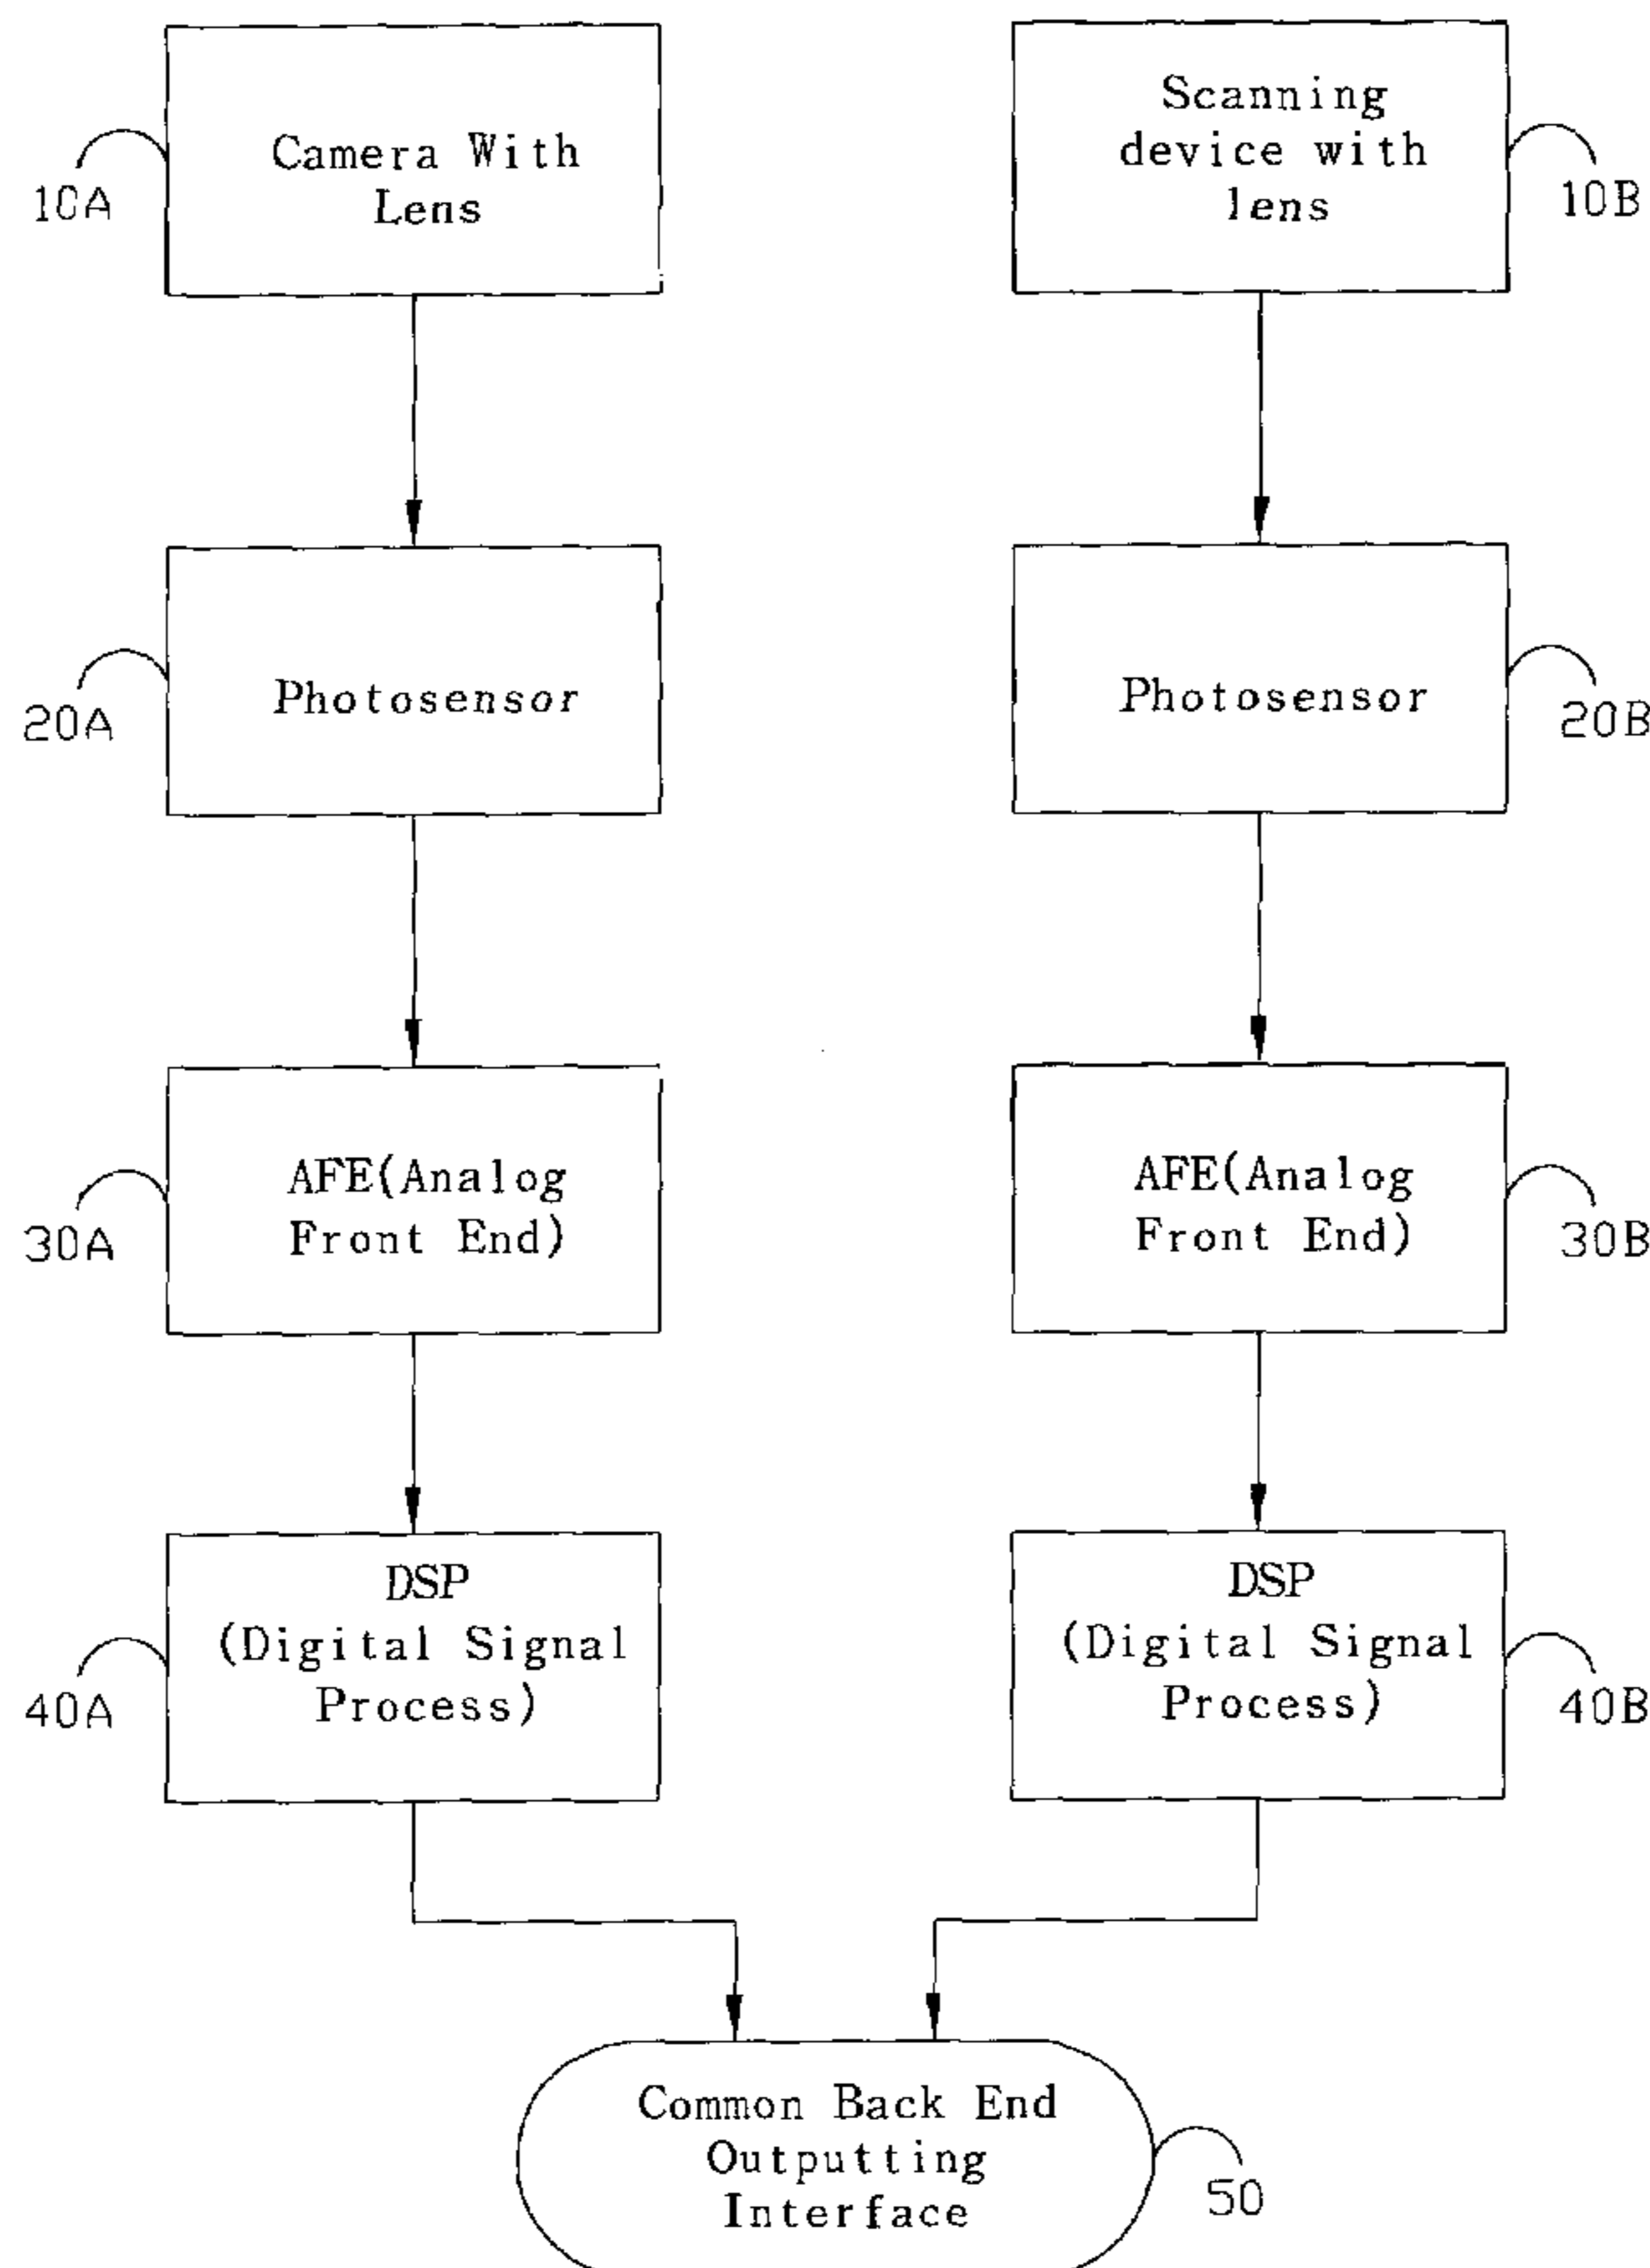 Camera With
Lens
10A
Scanning
device with
lens
10B
Photosensor
20A
Photosensor
20B
AFE(Analog
Front End)
30A
AFE(Analog
Front End)
30B
DSP
(Digital Signal
Process)
40A
DSP
(Digital Signal
Process)
40B
Common Back End
Outputting
Interface
50